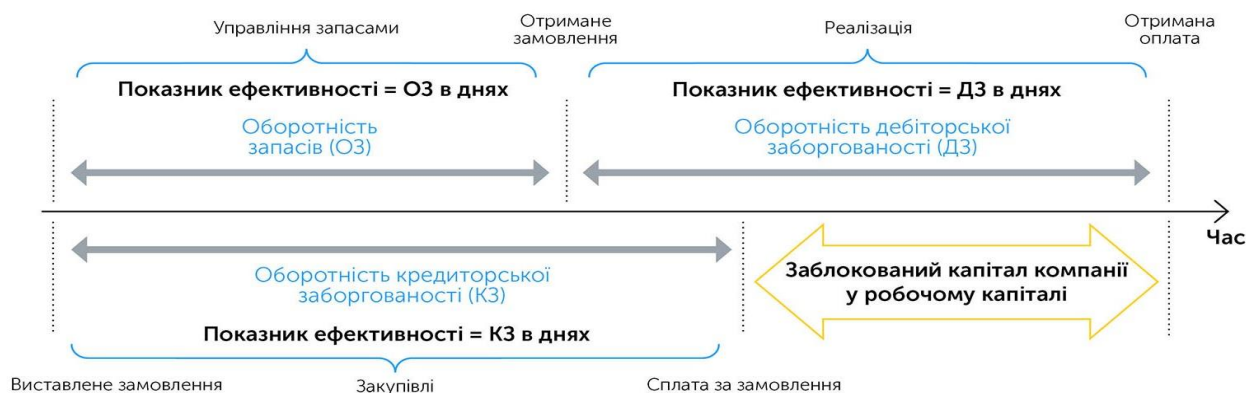 Управління запасами
Отримане
замовлення
Реалізація
Отримана
оплата
Показник ефективності = ОЗ в днях
Показник ефективності = ДЗ в днях
Оборотність
запасів (ОЗ)
Оборотність дебіторської
заборгованості (ДЗ)
Час
Оборотність кредиторської
заборгованості (КЗ)
Заблокований капітал компанії
у робочому капіталі
Показник ефективності = КЗ в днях
Виставлене замовлення
Закупівлі
Сплата за замовлення